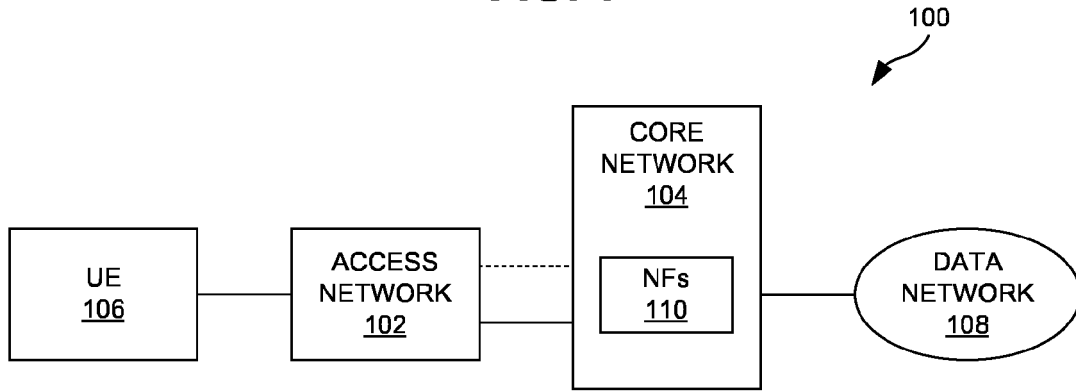 100
CORE
NETWORK
104
UE
106
ACCESS
NETWORK
102
NFs
110
DATA
NETWORK
108